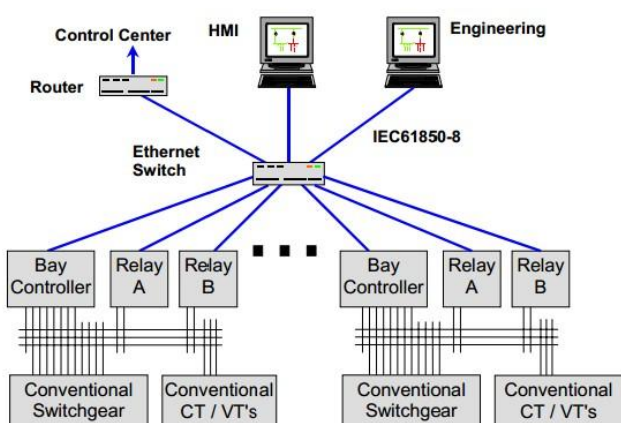 Control Center
HMI
Engineering
Router
Ethernet
Switch
IEC61850-8
Bay
Controller
Relay
A
Relay
B
Bay
Controller
Relay
A
Relay
B
Conventional
Switchgear
Conventional
CT / VT's
Conventional
Switchgear
Conventional
CT / VT's